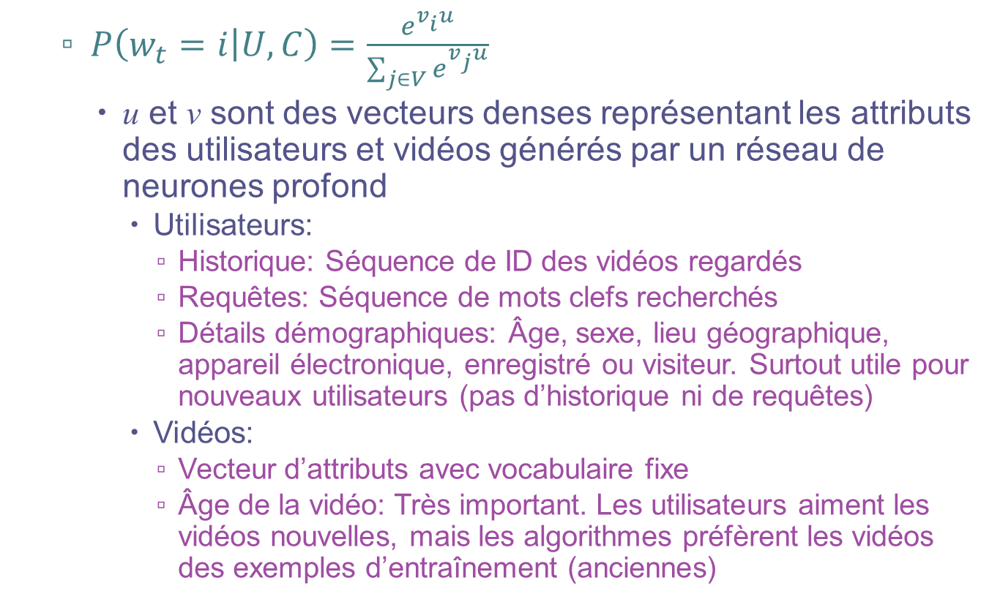 ▫ P(w_t = i|U, C) = e^{v_i u} / ∑_{j∈V} e^{v_j u}
• u et v sont des vecteurs denses représentant les attributs
des utilisateurs et vidéos générés par un réseau de
neurones profond
• Utilisateurs:
▫ Historique: Séquence de ID des vidéos regardés
▫ Requêtes: Séquence de mots clefs recherchés
▫ Détails démographiques: Âge, sexe, lieu géographique,
appareil électronique, enregistré ou visiteur. Surtout utile pour
nouveaux utilisateurs (pas d’historique ni de requêtes)
• Vidéos:
▫ Vecteur d’attributs avec vocabulaire fixe
▫ Âge de la vidéo: Très important. Les utilisateurs aiment les
vidéos nouvelles, mais les algorithmes préfèrent les vidéos
des exemples d’entraînement (anciennes)